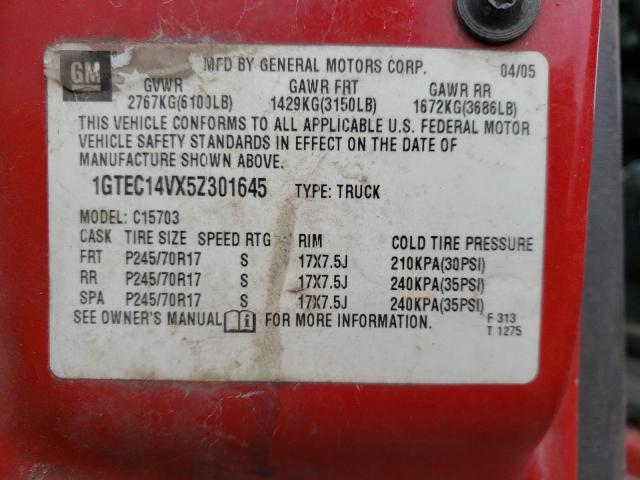 GM
MFD BY GENERAL MOTORS CORP. 04/05
GVWR GAWR FRT GAWR RR
2767KG(6100LB) 1429KG(3150LB) 1672KG(3686LB)
THIS VEHICLE CONFORMS TO ALL APPLICABLE U.S. FEDERAL MOTOR
VEHICLE SAFETY STANDARDS IN EFFECT ON THE DATE OF
MANUFACTURE SHOWN ABOVE.
1GTEC14VX5Z301645 TYPE: TRUCK
MODEL: C15703
CASK TIRE SIZE SPEED RTG RIM COLD TIRE PRESSURE
FRT P245/70R17 S 17X7.5J 210KPA(30PSI)
RR P245/70R17 S 17X7.5J 240KPA(35PSI)
SPA P245/70R17 S 17X7.5J 240KPA(35PSI)
SEE OWNER'S MANUAL FOR MORE INFORMATION. F 313
T 1275